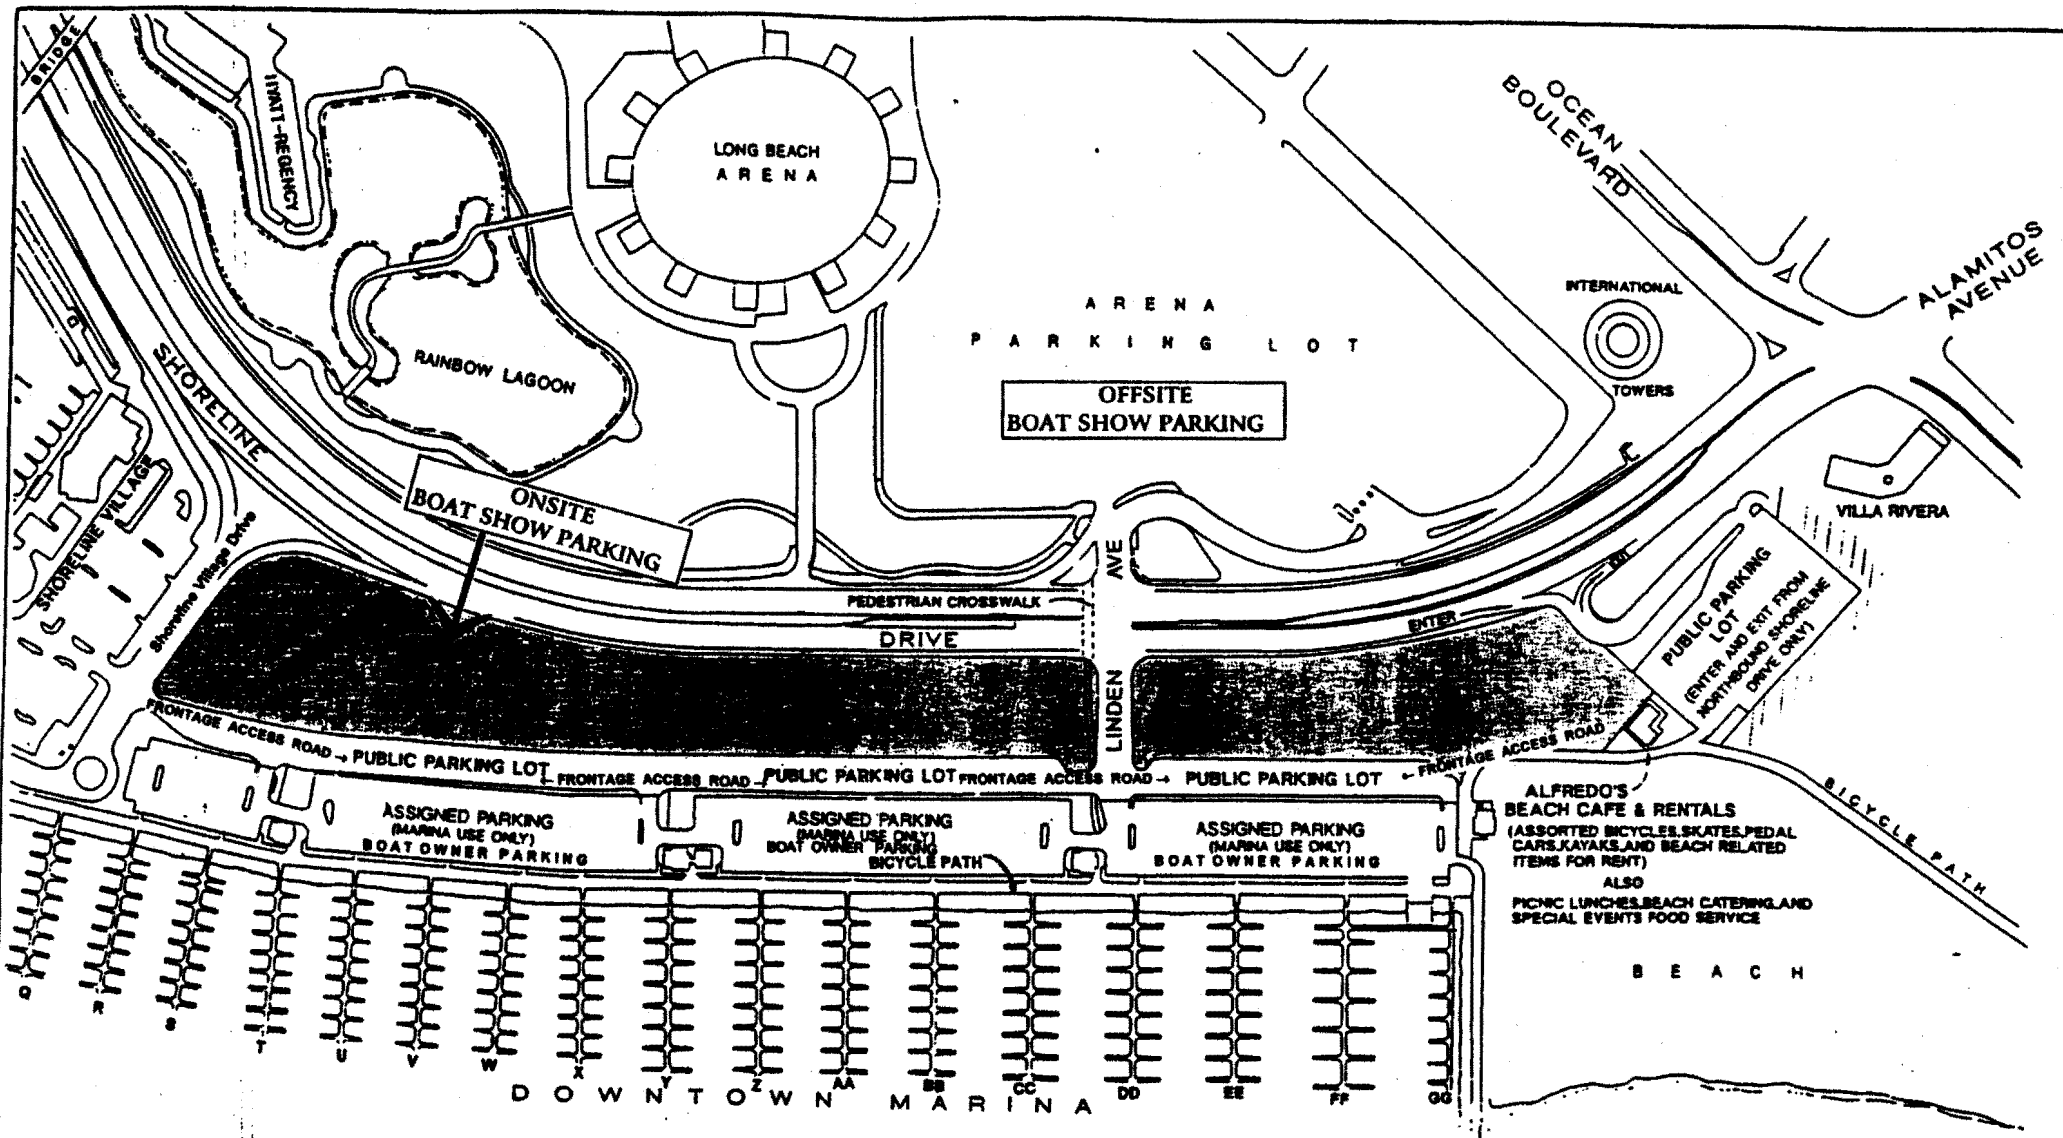 BRIDGE
HYATT-REGENCY
LONG BEACH
ARENA
OCEAN
BOULEVARD
ALAMITOS
AVENUE
INTERNATIONAL
TOWERS
ARENA
PARKING LOT
OFFSITE
BOAT SHOW PARKING
RAINBOW LAGOON
SHORELINE
ONSITE
BOAT SHOW PARKING
SHORELINE VILLAGE
Shoreline Village Drive
VILLA RIVERA
AVE
PEDESTRIAN CROSSWALK
DRIVE
ENTER
EXIT
PUBLIC PARKING
LOT
(ENTER AND EXIT FROM
NORTHBOUND SHORELINE
DRIVE ONLY)
LINDEN
FRONTAGE ACCESS ROAD →
PUBLIC PARKING LOT
← FRONTAGE ACCESS ROAD →
PUBLIC PARKING LOT
FRONTAGE ACCESS ROAD →
PUBLIC PARKING LOT
← FRONTAGE ACCESS ROAD
ASSIGNED PARKING
(MARINA USE ONLY)
BOAT OWNER PARKING
ASSIGNED PARKING
(MARINA USE ONLY)
BOAT OWNER PARKING
BICYCLE PATH
ASSIGNED PARKING
(MARINA USE ONLY)
BOAT OWNER PARKING
ALFREDO'S
BEACH CAFE & RENTALS
(ASSORTED BICYCLES,SKATES,PEDAL
CARS,KAYAKS,AND BEACH RELATED
ITEMS FOR RENT)
ALSO
PICNIC LUNCHES,BEACH CATERING,AND
SPECIAL EVENTS FOOD SERVICE
BICYCLE PATH
BEACH
Q
R
S
T
U
V
W
X
Y
Z
AA
BB
CC
DD
EE
FF
GG
DOWNTOWN MARINA